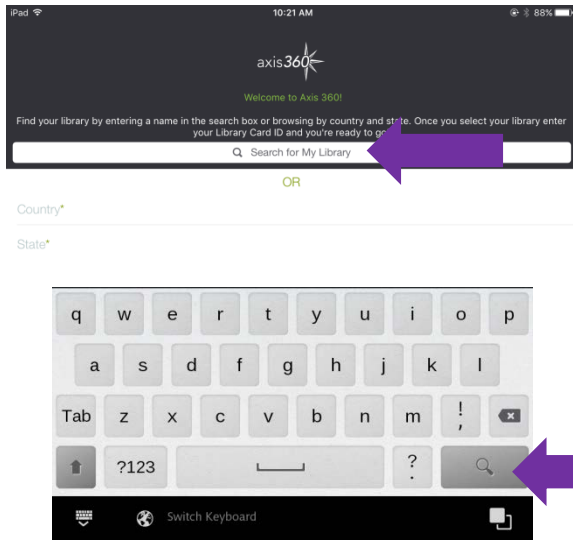 iPad 10:21 AM 88%
axis360
Welcome to Axis 360!
Find your library by entering a name in the search box or browsing by country and state. Once you select your library enter
your Library Card ID and you're ready to
Search for My Library
OR
Country*
State*
q w e r t y u i o p
a s d f g h j k l
Tab z x c v b n m ! ,
?123 ? .
Switch Keyboard